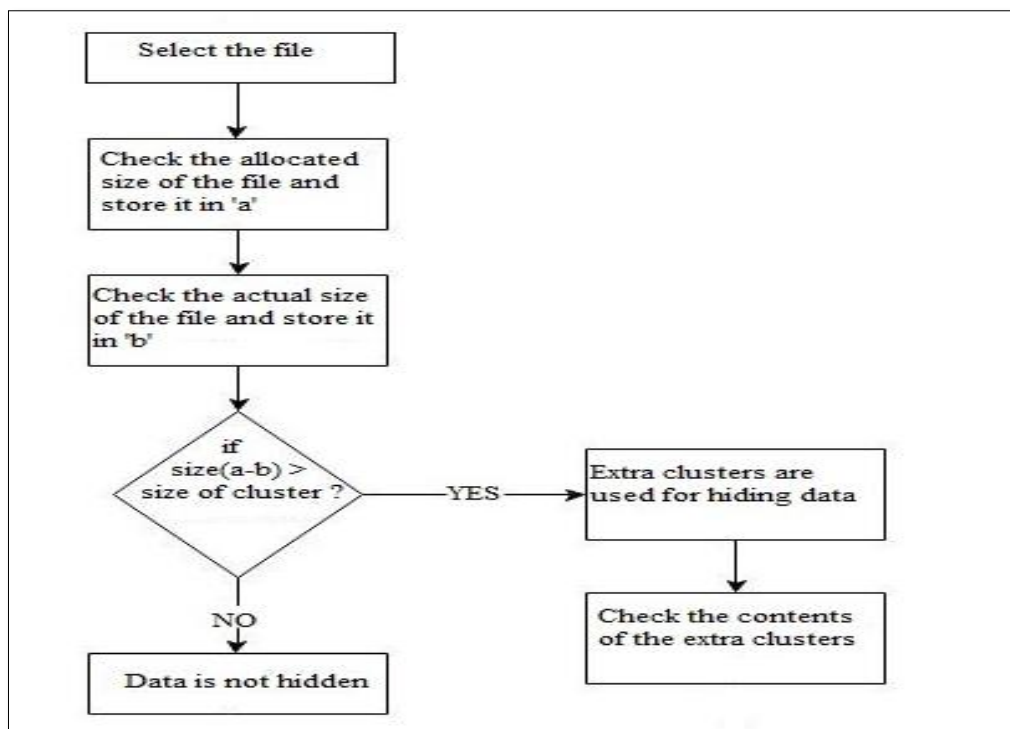 Select the file
Check the allocated
size of the file and
store it in 'a'
Check the actual size
of the file and store it
in 'b'
if
size(a-b) >
size of cluster ?
YES
Extra clusters are
used for hiding data
Check the contents
of the extra clusters
NO
Data is not hidden